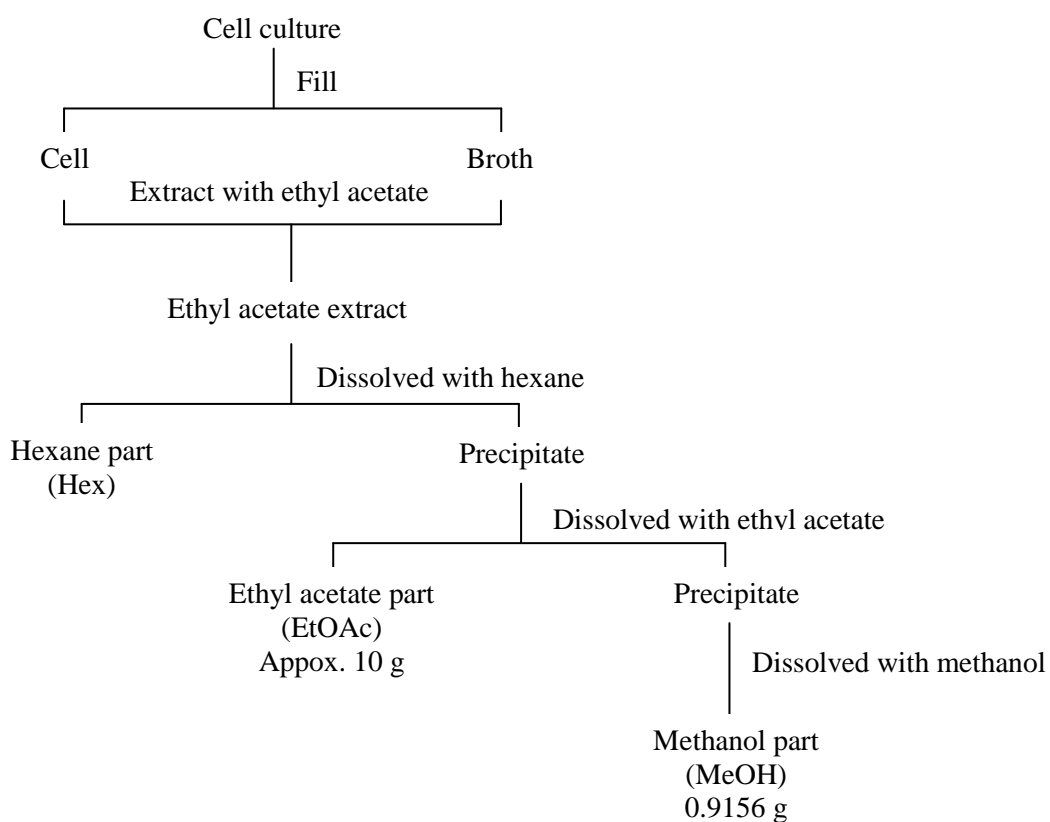 Cell culture
Fill
Cell
Broth
Extract with ethyl acetate
Ethyl acetate extract
Dissolved with hexane
Hexane part
(Hex)
Precipitate
Dissolved with ethyl acetate
Ethyl acetate part
(EtOAc)
Appox. 10 g
Precipitate
Dissolved with methanol
Methanol part
(MeOH)
0.9156 g